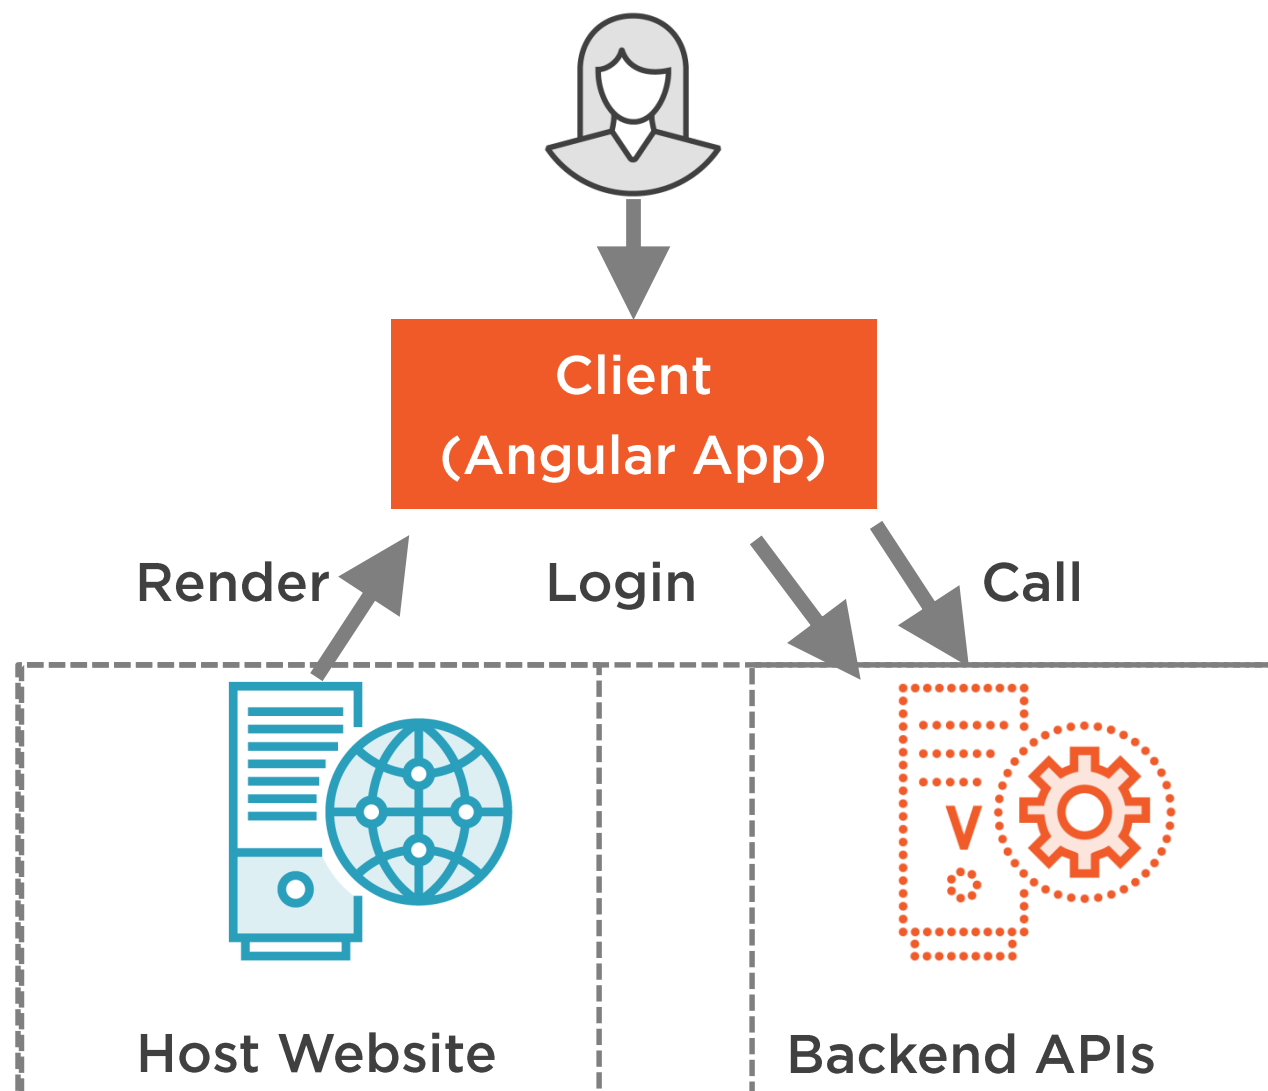 Client
(Angular App)
Render
Login
Call
Host Website
Backend APIs